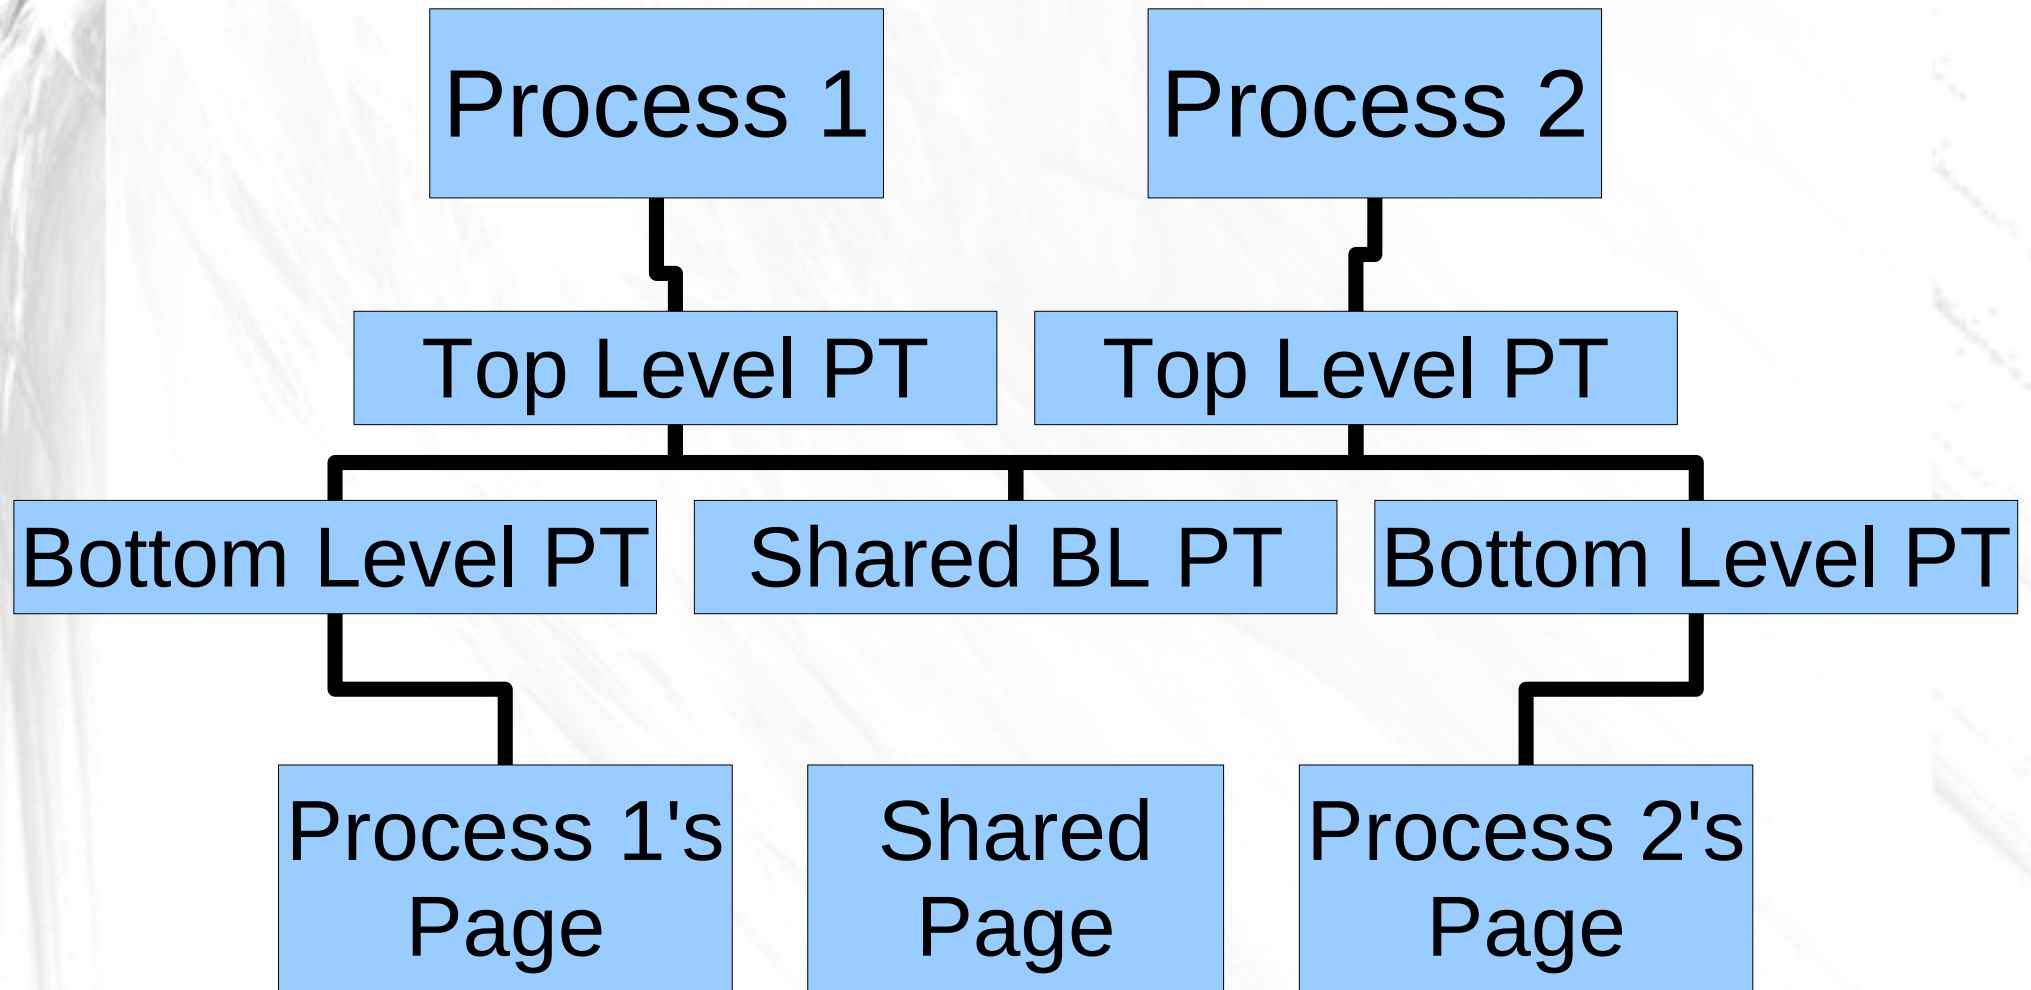 Process 1
Process 2
Top Level PT
Top Level PT
Bottom Level PT
Shared BL PT
Bottom Level PT
Process 1's
Page
Shared
Page
Process 2's
Page